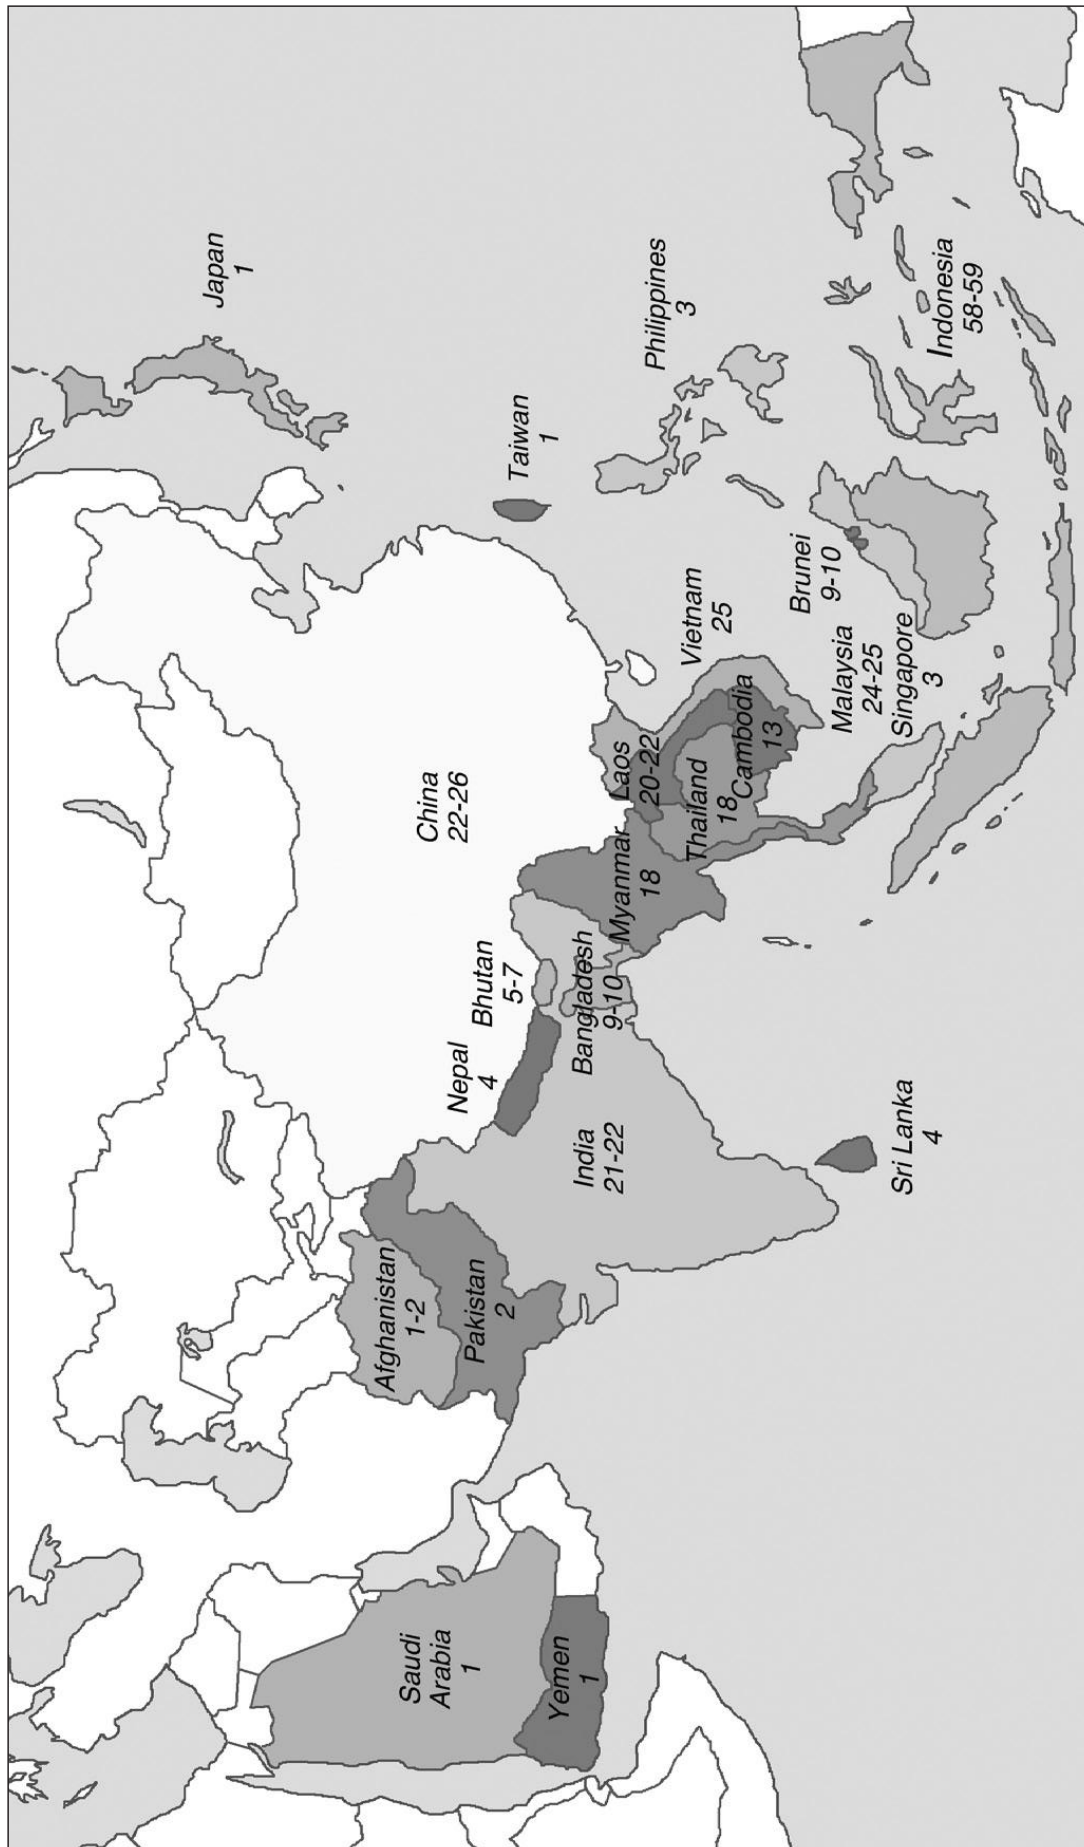 Japan
1
Taiwan
1
Philippines
3
Indonesia
58-59
China
22-26
Vietnam
25
Brunei
9-10
Malaysia
24-25
Singapore
3
Laos
20-22
Cambodia
13
Thailand
18
Myanmar
18
Bhutan
5-7
Bangladesh
9-10
Nepal
4
India
21-22
Sri Lanka
4
Afghanistan
1-2
Pakistan
2
Saudi
Arabia
1
Yemen
1